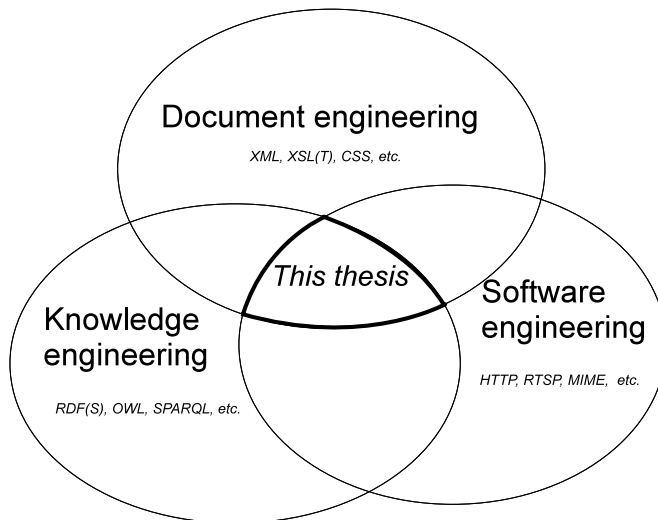 Document engineering
XML, XSL(T), CSS, etc.
This thesis
Knowledge
engineering
RDF(S), OWL, SPARQL, etc.
Software
engineering
HTTP, RTSP, MIME, etc.